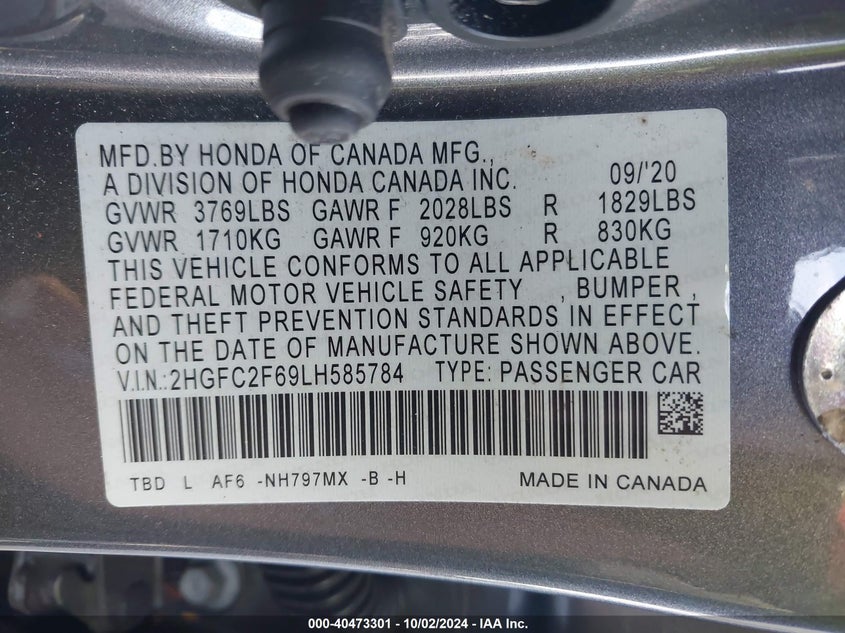 MFD.BY HONDA OF CANADA MFG.,
A DIVISION OF HONDA CANADA INC. 09/'20
GVWR 3769LBS GAWR F 2028LBS R 1829LBS
GVWR 1710KG GAWR F 920KG R 830KG
THIS VEHICLE CONFORMS TO ALL APPLICABLE
FEDERAL MOTOR VEHICLE SAFETY , BUMPER ,
AND THEFT PREVENTION STANDARDS IN EFFECT
ON THE DATE OF MANUFACTURE SHOWN ABOVE.
V.I.N.:2HGFC2F69LH585784 TYPE: PASSENGER CAR
TBD L AF6 -NH797MX -B -H MADE IN CANADA
000-40473301 - 10/02/2024 - IAA Inc.